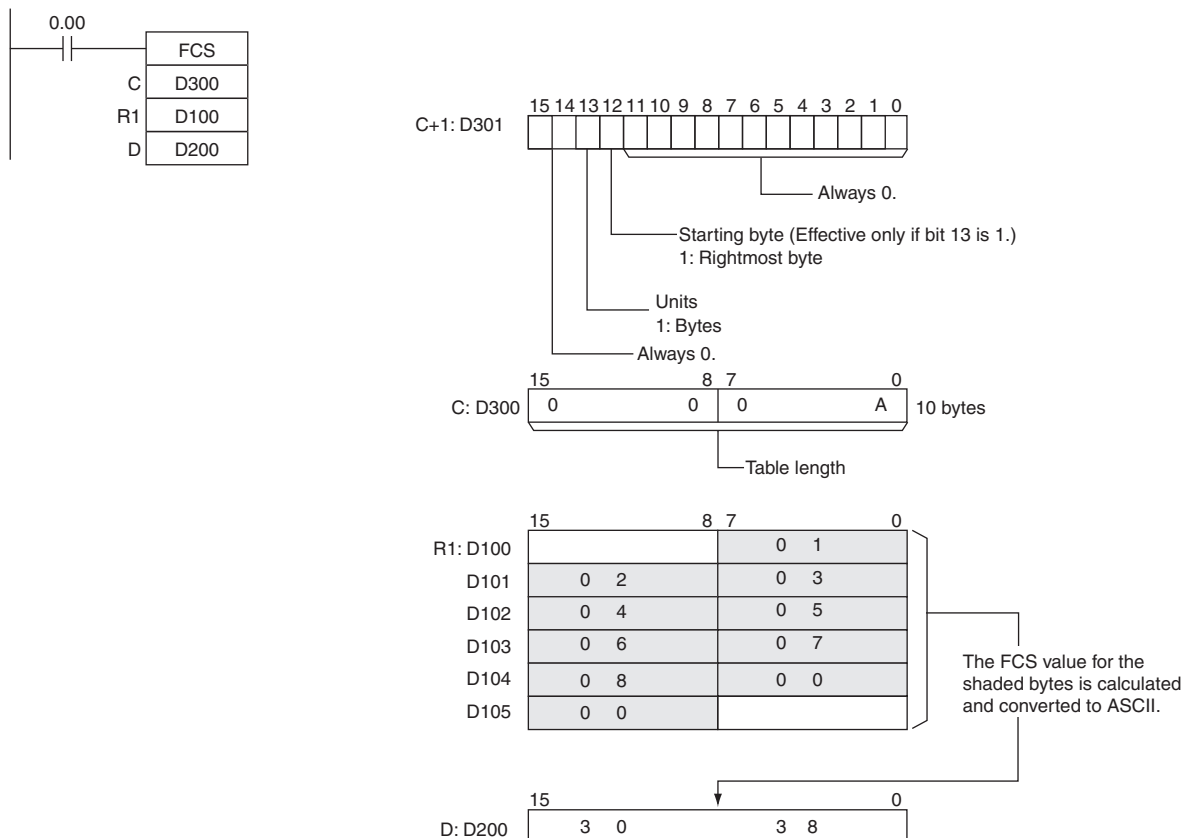 0.00
FCS
C D300
R1 D100
D D200
15 14 13 12 11 10 9 8 7 6 5 4 3 2 1 0
C+1: D301
Always 0.
Starting byte (Effective only if bit 13 is 1.)
1: Rightmost byte
Units
1: Bytes
Always 0.
15 8 7 0
C: D300 0 0 0 A 10 bytes
Table length
15 8 7 0
R1: D100 0 1
D101 0 2 0 3
D102 0 4 0 5
D103 0 6 0 7
D104 0 8 0 0
D105 0 0
The FCS value for the
shaded bytes is calculated
and converted to ASCII.
15 0
D: D200 3 0 3 8